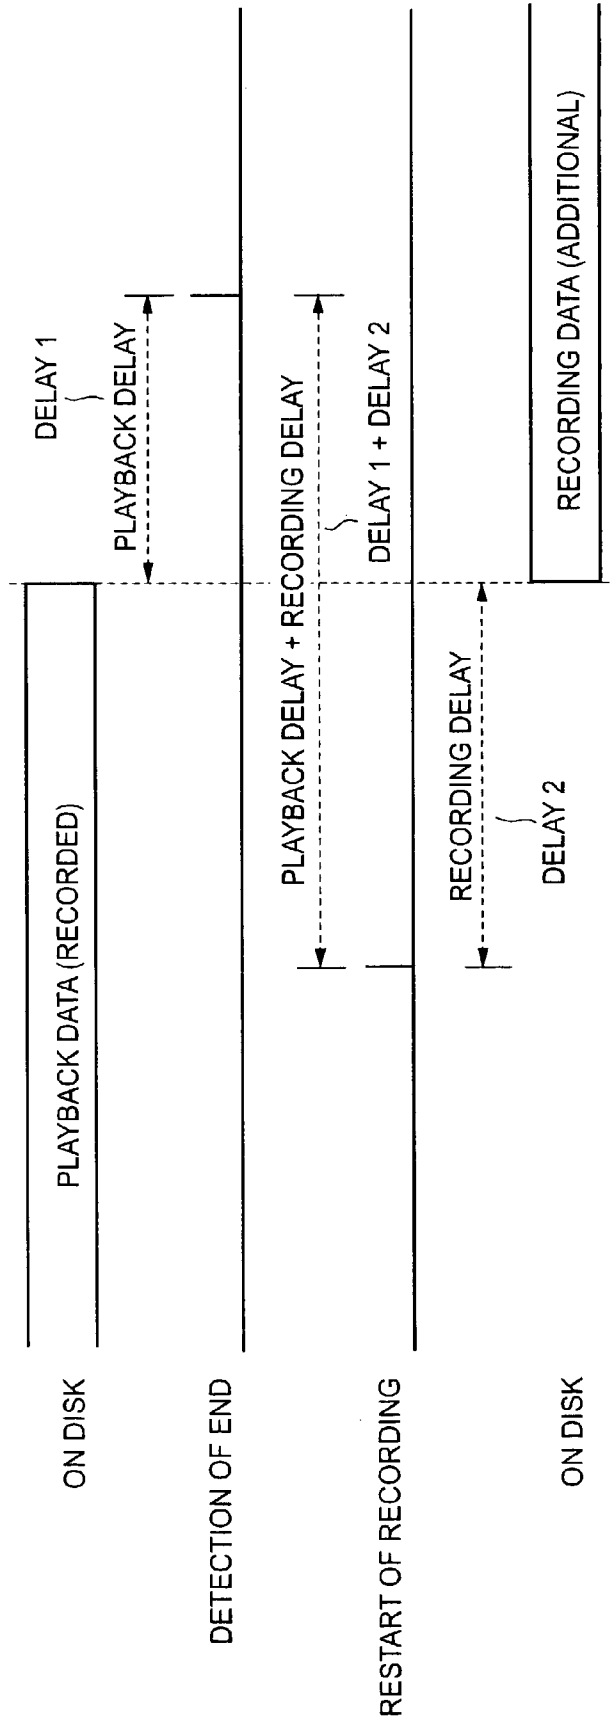 ON DISK
PLAYBACK DATA (RECORDED)
DELAY 1
PLAYBACK DELAY
DETECTION OF END
PLAYBACK DELAY + RECORDING DELAY
DELAY 1 + DELAY 2
RESTART OF RECORDING
RECORDING DELAY
DELAY 2
ON DISK
RECORDING DATA (ADDITIONAL)